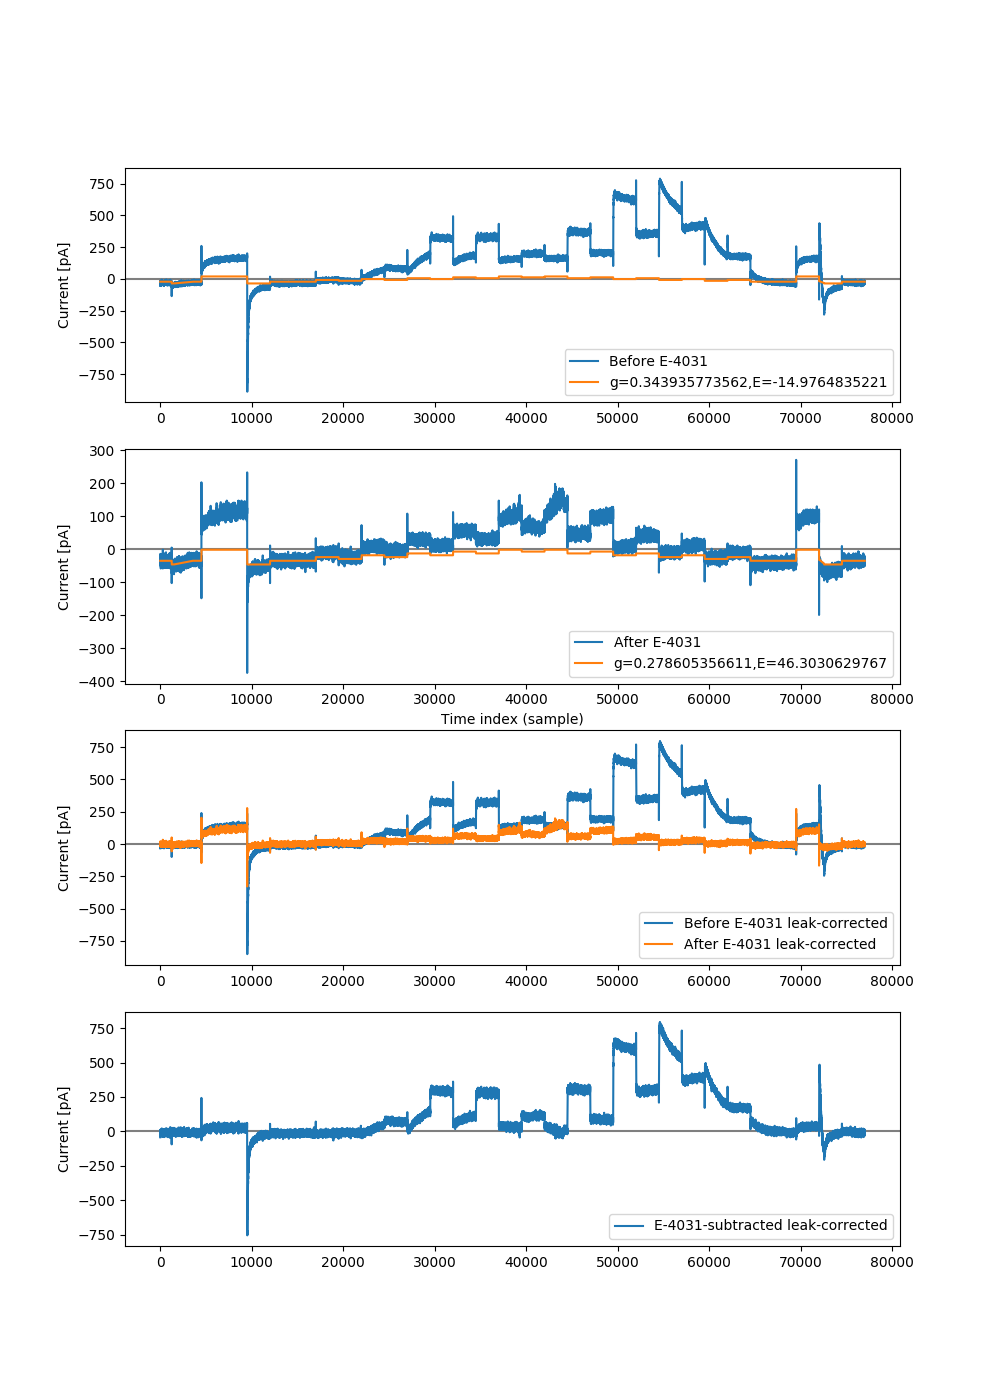 750
500
250
0
−250
−500
−750
Current [pA]
Before E-4031
g=0.343935773562,E=-14.9764835221
0 10000 20000 30000 40000 50000 60000 70000 80000
300
200
100
0
−100
−200
−300
−400
Current [pA]
After E-4031
g=0.278605356611,E=46.3030629767
0 10000 20000 30000 40000 50000 60000 70000 80000
Time index (sample)
750
500
250
0
−250
−500
−750
Current [pA]
Before E-4031 leak-corrected
After E-4031 leak-corrected
0 10000 20000 30000 40000 50000 60000 70000 80000
750
500
250
0
−250
−500
−750
Current [pA]
E-4031-subtracted leak-corrected
0 10000 20000 30000 40000 50000 60000 70000 80000